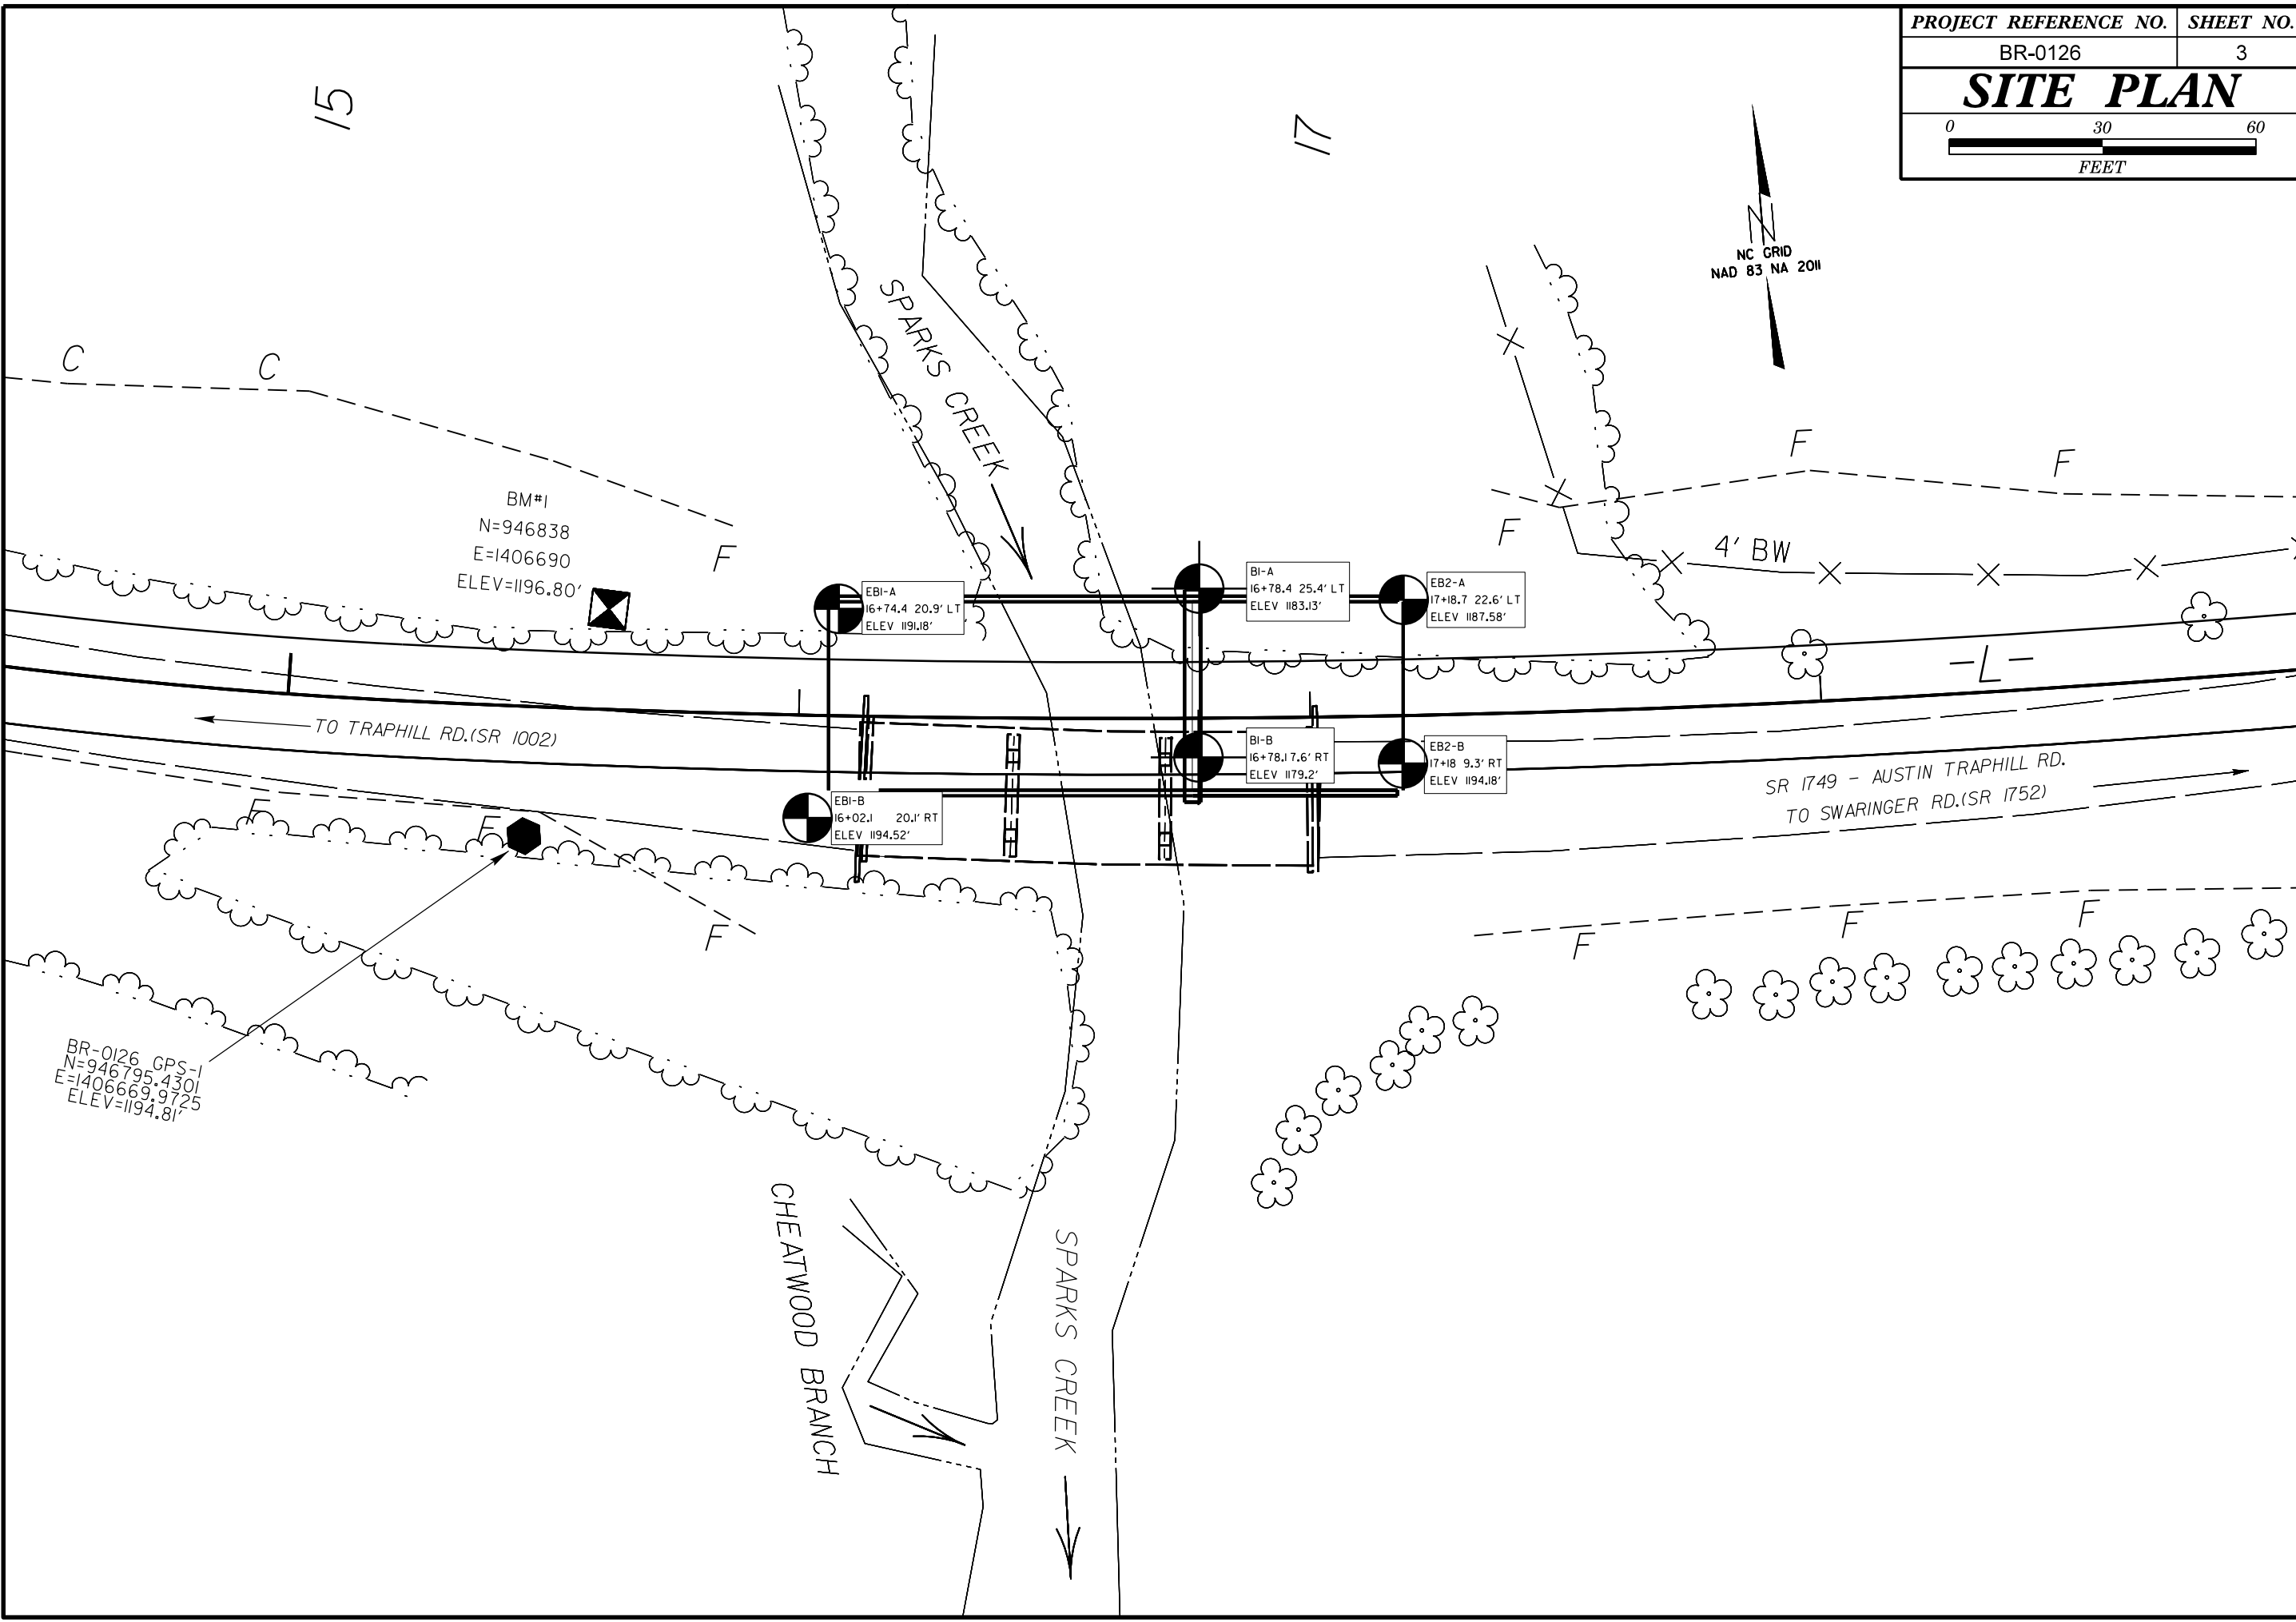 PROJECT REFERENCE NO. SHEET NO.
BR-0126 3
SITE PLAN
0 30 60
FEET
15
17
N
NC GRID
NAD 83 NA 2011
SPARKS CREEK
C C
F
BM#1
N=946838
E=1406690
ELEV=1196.80'
F F
F
4' BW
EB1-A
16+74.4 20.9' LT
ELEV 1191.18'
B1-A
16+78.4 25.4' LT
ELEV 1183.13'
EB2-A
17+18.7 22.6' LT
ELEV 1187.58'
-L-
TO TRAPHILL RD.(SR 1002)
B1-B
16+78.1 7.6' RT
ELEV 1179.2'
EB2-B
17+18 9.3' RT
ELEV 1194.18'
SR 1749 - AUSTIN TRAPHILL RD.
TO SWARINGER RD.(SR 1752)
EB1-B
16+02.1 20.1' RT
ELEV 1194.52'
F F
F
F F F
BR-0126 GPS-1
N=946795.4301
E=1406669.9725
ELEV=1194.81'
CHEATWOOD BRANCH
SPARKS CREEK